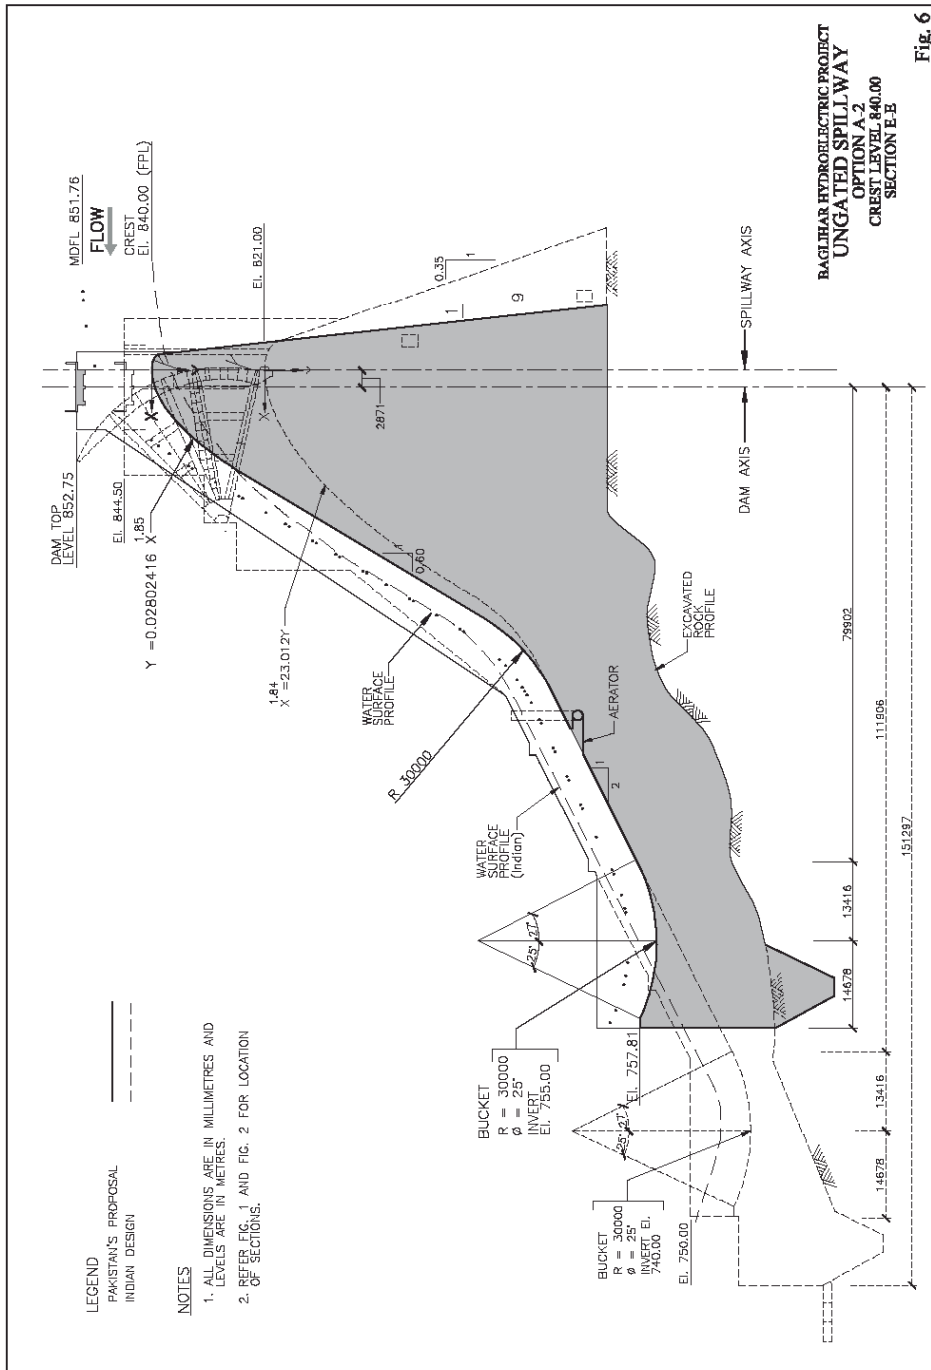 Fig. 6
BAGLIHAR HYDROELECTRIC PROJECT
UNGATED SPILLWAY
OPTION A-2
CREST LEVEL 840.00
SECTION E-E
MDFL 851.76
FLOW
CREST
El. 840.00 (FPL)
El. 821.00
0.35
1
1
9
DAM TOP
LEVEL 852.75
El. 844.50
Y =0.02802416 X 1.85
X
Y
X
Y
2871
SPILLWAY AXIS
DAM AXIS
1
0.60
X 1.84 =23.012Y
WATER
SURFACE
PROFILE
R 30000
EXCAVATED
ROCK
PROFILE
AERATOR
1
2
WATER
SURFACE
PROFILE
(Indian)
25° 27°
BUCKET
R = 30000
Ø = 25°
INVERT
El. 755.00
El. 757.81
25° 27°
BUCKET
R = 30000
Ø = 25°
INVERT El.
740.00
El. 750.00
79902
13416
14678
111906
13416
14678
151297
LEGEND
PAKISTAN'S PROPOSAL
INDIAN DESIGN
NOTES
1. ALL DIMENSIONS ARE IN MILLIMETRES AND
LEVELS ARE IN METRES.
2. REFER FIG. 1 AND FIG. 2 FOR LOCATION
OF SECTIONS.